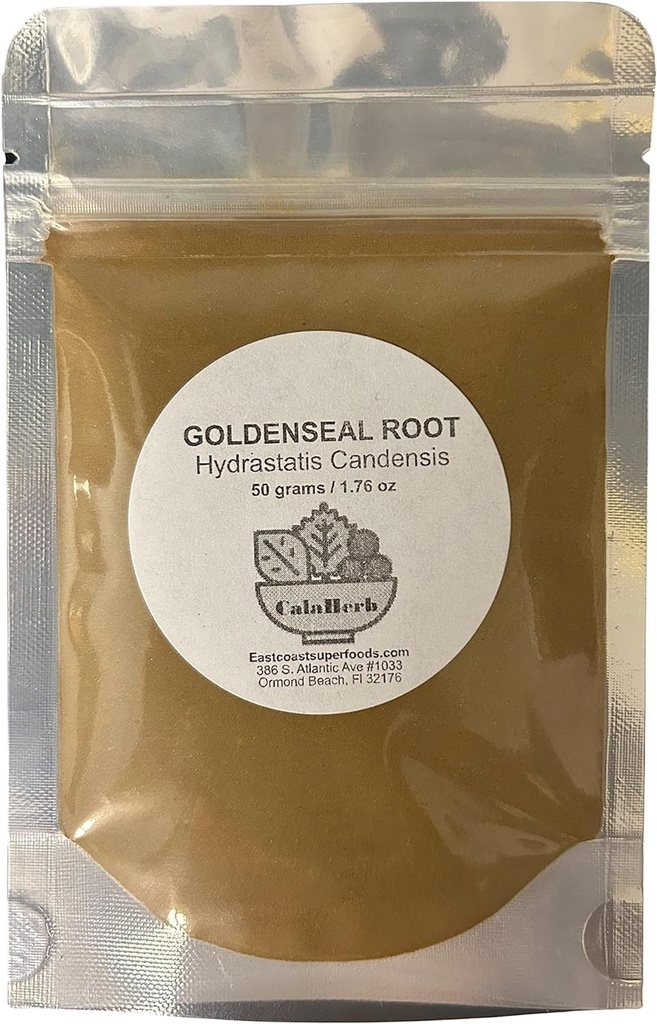 GOLDENSEAL ROOT
Hydrastatis Candensis
50 grams / 1.76 oz
CalaHerb
Eastcoastsuperfoods.com
386 S. Atlantic Ave #1033
Ormond Beach, Fl 32176